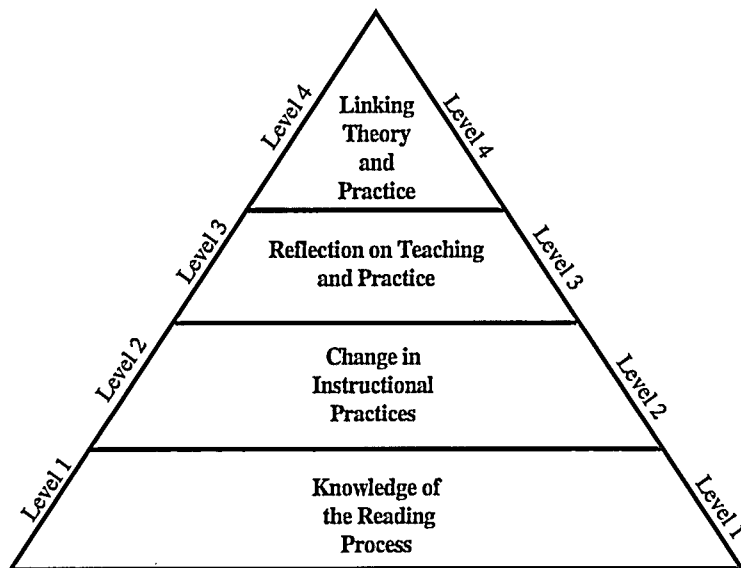 Level 4
Linking
Theory
and
Practice
Level 4
Level 3
Reflection on Teaching
and Practice
Level 3
Level 2
Change in
Instructional
Practices
Level 2
Level 1
Knowledge of
the Reading
Process
Level 1